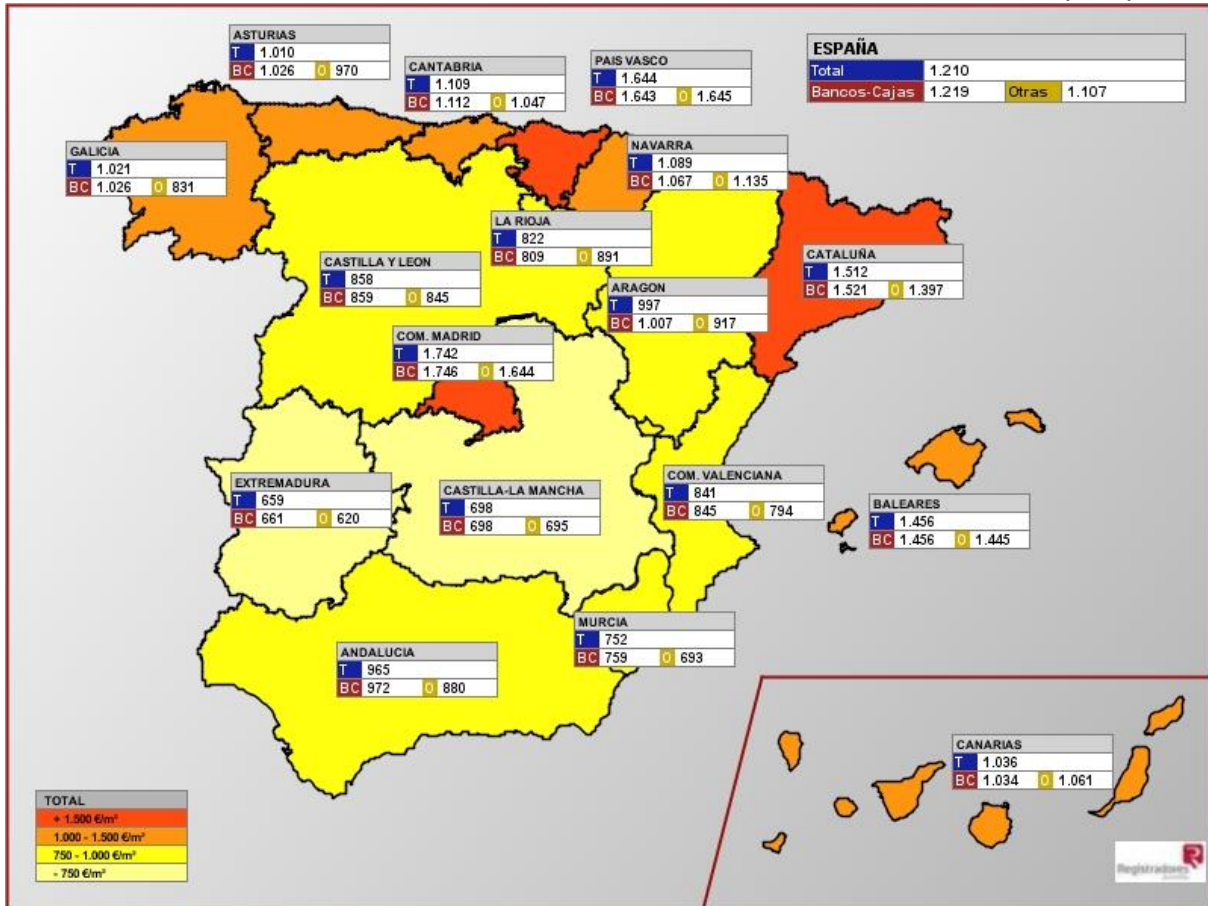 ASTURIAS
T 1.010
BC 1.026 O 970
CANTABRIA
T 1.109
BC 1.112 O 1.047
PAIS VASCO
T 1.644
BC 1.643 O 1.645
ESPAÑA
Total 1.210
Bancos-Cajas 1.219 Otras 1.107
GALICIA
T 1.021
BC 1.026 O 831
NAVARRA
T 1.089
BC 1.067 O 1.135
LA RIOJA
T 822
BC 809 O 891
CASTILLA Y LEON
T 858
BC 859 O 845
CATALUÑA
T 1.512
BC 1.521 O 1.397
ARAGON
T 997
BC 1.007 O 917
COM. MADRID
T 1.742
BC 1.746 O 1.644
EXTREMADURA
T 659
BC 661 O 620
CASTILLA-LA MANCHA
T 698
BC 698 O 695
COM. VALENCIANA
T 841
BC 845 O 794
BALEARES
T 1.456
BC 1.456 O 1.445
MURCIA
T 752
BC 759 O 693
ANDALUCIA
T 965
BC 972 O 880
CANARIAS
T 1.036
BC 1.034 O 1.061
TOTAL
+ 1.500 €/m²
1.000 - 1.500 €/m²
750 - 1.000 €/m²
- 750 €/m²
Registradores